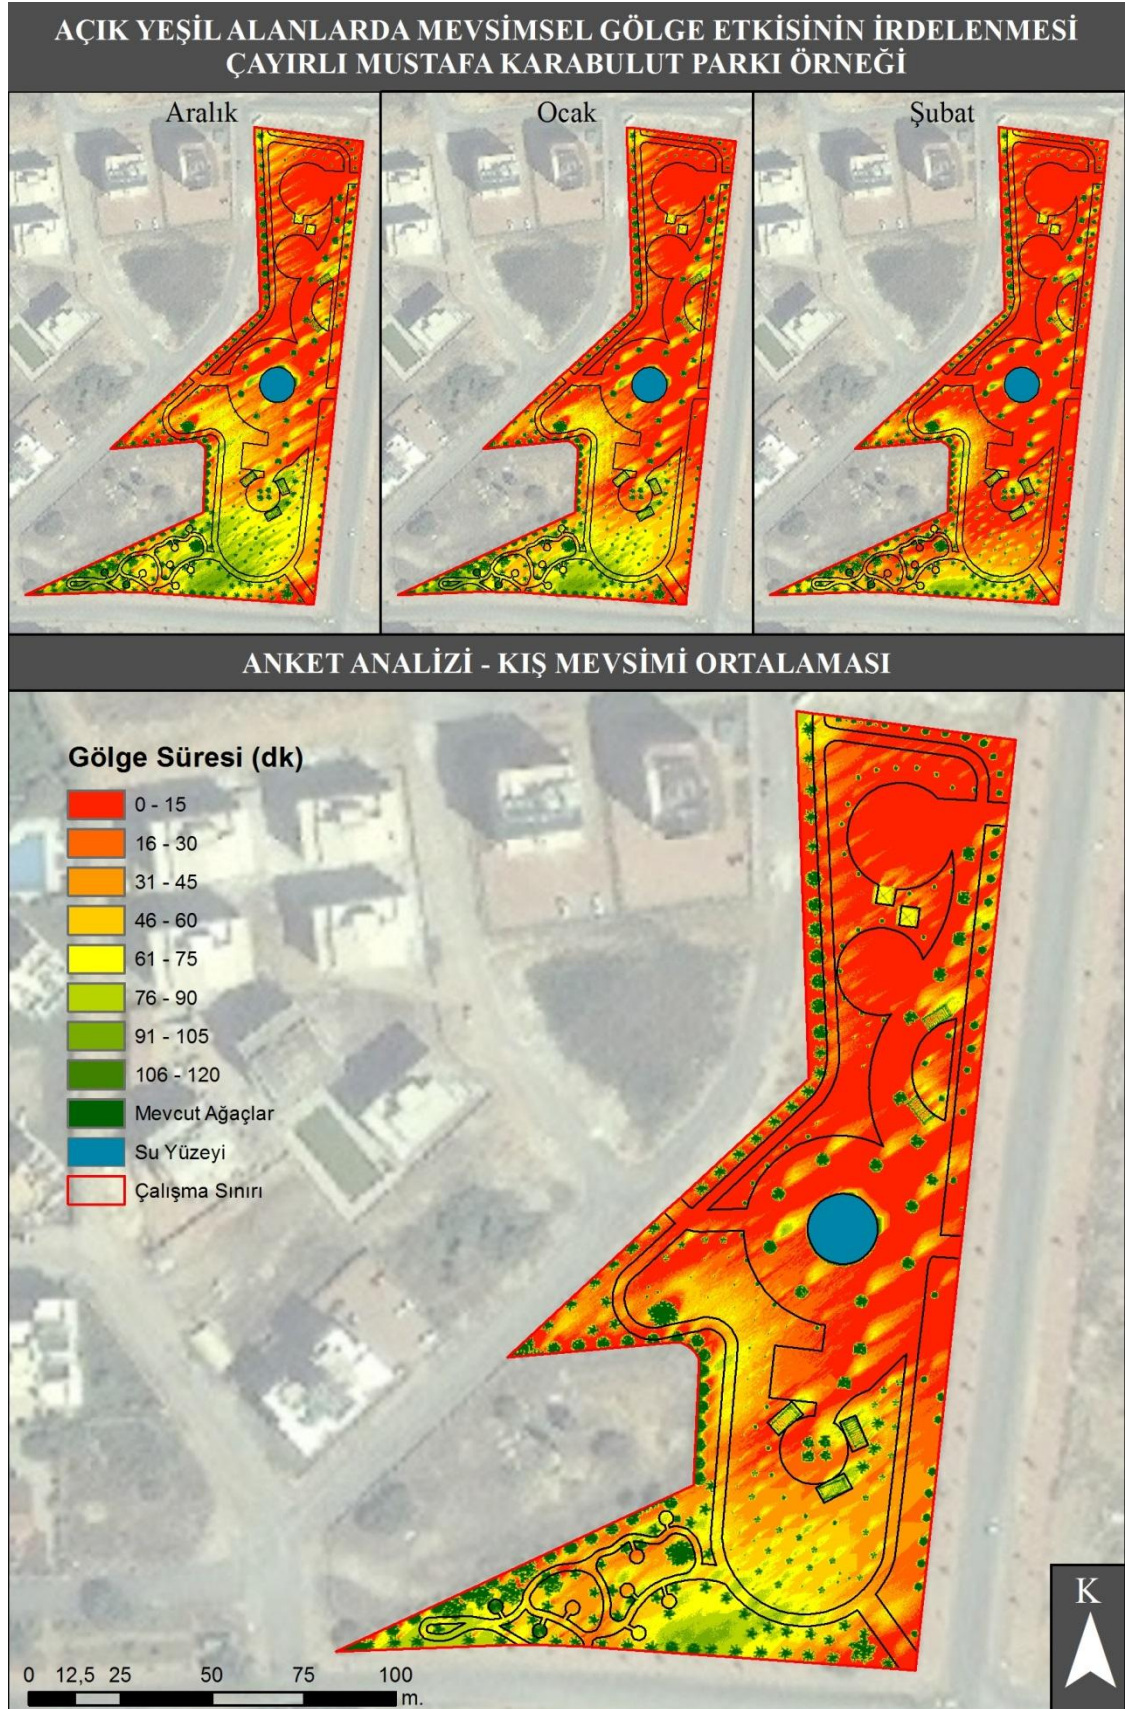 AÇIK YEŞİL ALANLARDA MEVSİMSEL GÖLGE ETKİSİNİN İRDELENMESİ
ÇAYIRLI MUSTAFA KARABULUT PARKI ÖRNEĞİ
Aralık
Ocak
Şubat
ANKET ANALİZİ - KIŞ MEVSİMİ ORTALAMASI
Gölge Süresi (dk)
0 - 15
16 - 30
31 - 45
46 - 60
61 - 75
76 - 90
91 - 105
106 - 120
Mevcut Ağaçlar
Su Yüzeyi
Çalışma Sınırı
K
0 12,5 25 50 75 100
m.